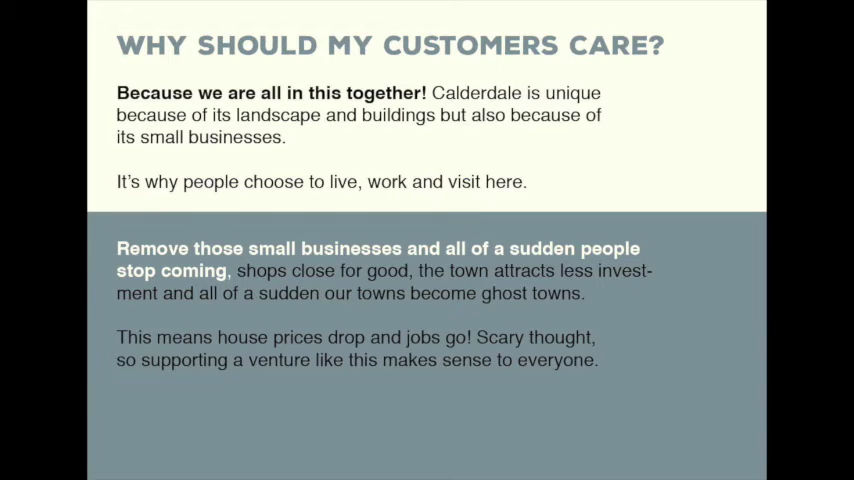 WHY SHOULD MY CUSTOMERS CARE?
Because we are all in this together! Calderdale is unique
because of its landscape and buildings but also because of
its small businesses.
It’s why people choose to live, work and visit here.
Remove those small businesses and all of a sudden people
stop coming, shops close for good, the town attracts less invest-
ment and all of a sudden our towns become ghost towns.
This means house prices drop and jobs go! Scary thought,
so supporting a venture like this makes sense to everyone.